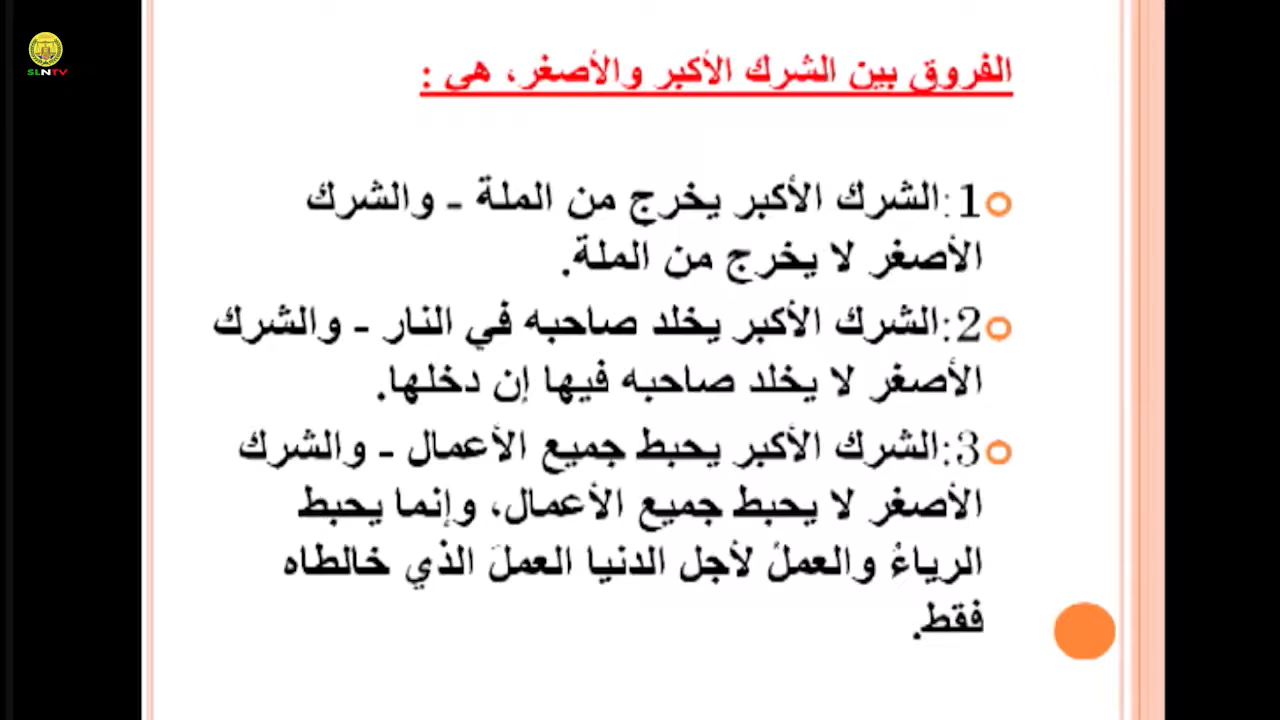 SLNTV
الفروق بين الشرك الأكبر والأصغر، هي :
1:الشرك الأكبر يخرج من الملة - والشرك
الأصغر لا يخرج من الملة.
2:الشرك الأكبر يخلد صاحبه في النار - والشرك
الأصغر لا يخلد صاحبه فيها إن دخلها.
3:الشرك الأكبر يحبط جميع الأعمال - والشرك
الأصغر لا يحبط جميع الأعمال، وإنما يحبط
الرياءُ والعملُ لأجل الدنيا العملَ الذي خالطاه
فقط.